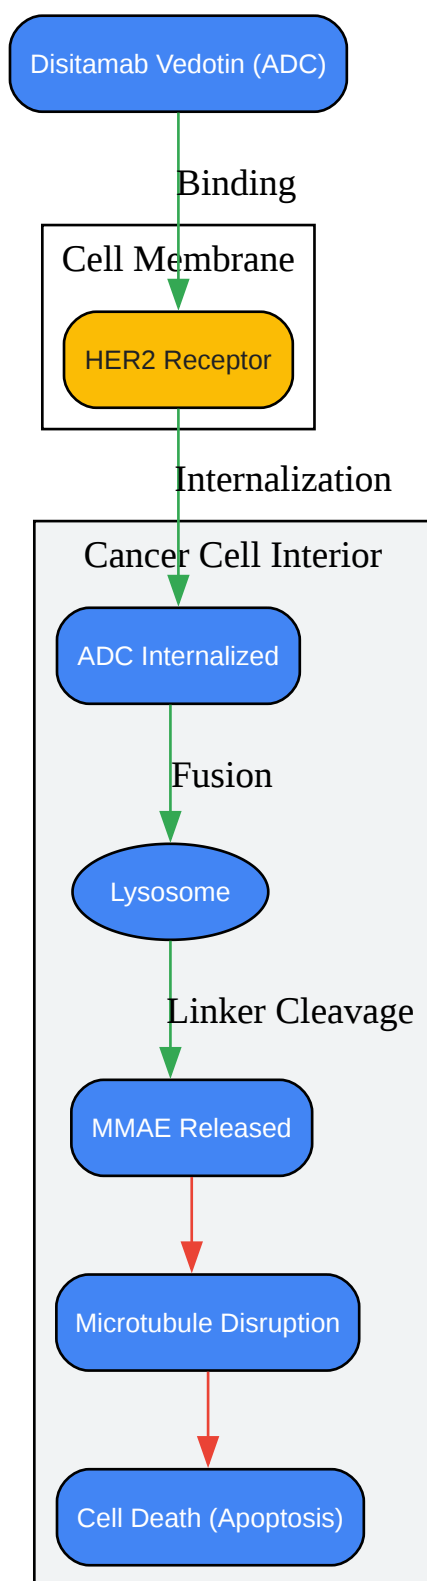 Disitamab Vedotin (ADC)
Binding
Cell Membrane
HER2 Receptor
Internalization
Cancer Cell Interior
ADC Internalized
Fusion
Lysosome
Linker Cleavage
MMAE Released
Microtubule Disruption
Cell Death (Apoptosis)